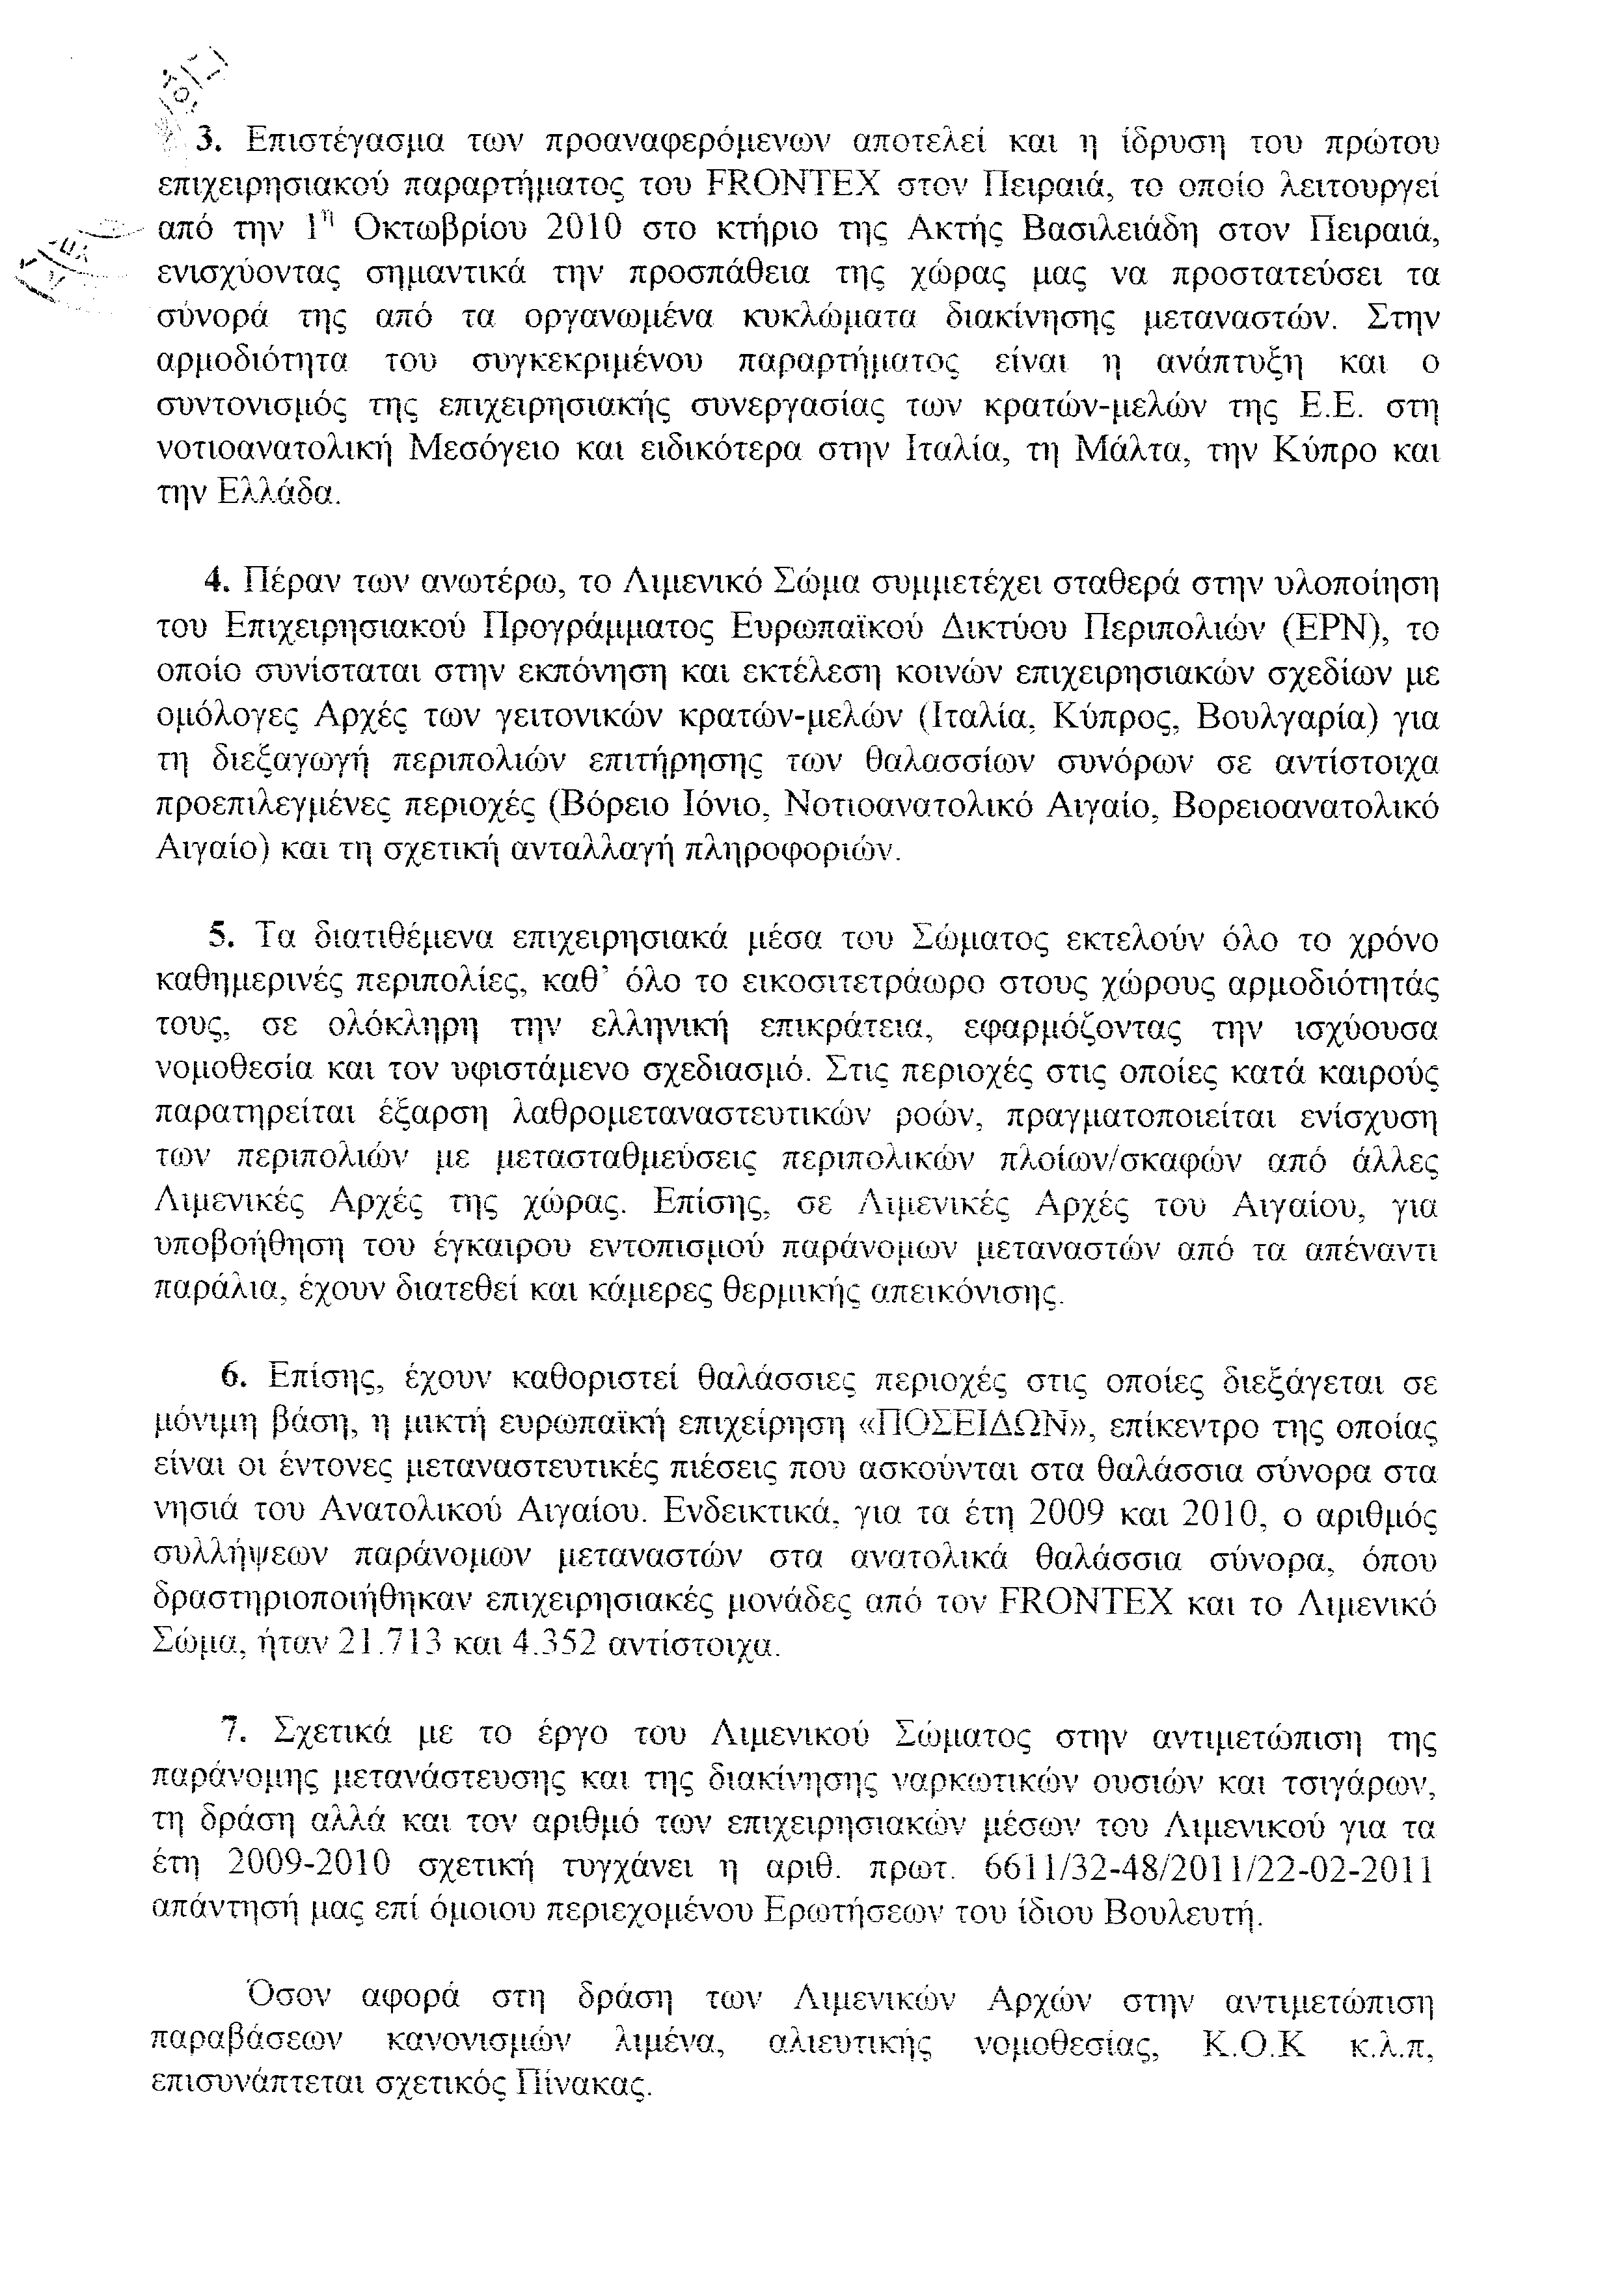 3. Επιστέγασμα των προαναφερόμενων αποτελεί και η ίδρυση του πρώτου
επιχειρησιακού παραρτήματος του FRONTEX στον Πειραιά, το οποίο λειτουργεί
από την 1η Οκτωβρίου 2010 στο κτήριο της Ακτής Βασιλειάδη στον Πειραιά,
ενισχύοντας σημαντικά την προσπάθεια της χώρας μας να προστατεύσει τα
σύνορά της από τα οργανωμένα κυκλώματα διακίνησης μεταναστών. Στην
αρμοδιότητα του συγκεκριμένου παραρτήματος είναι η ανάπτυξη και ο
συντονισμός της επιχειρησιακής συνεργασίας των κρατών-μελών της Ε.Ε. στη
νοτιοανατολική Μεσόγειο και ειδικότερα στην Ιταλία, τη Μάλτα, την Κύπρο και
την Ελλάδα.
4. Πέραν των ανωτέρω, το Λιμενικό Σώμα συμμετέχει σταθερά στην υλοποίηση
του Επιχειρησιακού Προγράμματος Ευρωπαϊκού Δικτύου Περιπολιών (EPN), το
οποίο συνίσταται στην εκπόνηση και εκτέλεση κοινών επιχειρησιακών σχεδίων με
ομόλογες Αρχές των γειτονικών κρατών-μελών (Ιταλία, Κύπρος, Βουλγαρία) για
τη διεξαγωγή περιπολιών επιτήρησης των θαλασσίων συνόρων σε αντίστοιχα
προεπιλεγμένες περιοχές (Βόρειο Ιόνιο, Νοτιοανατολικό Αιγαίο, Βορειοανατολικό
Αιγαίο) και τη σχετική ανταλλαγή πληροφοριών.
5. Τα διατιθέμενα επιχειρησιακά μέσα του Σώματος εκτελούν όλο το χρόνο
καθημερινές περιπολίες, καθ' όλο το εικοσιτετράωρο στους χώρους αρμοδιότητάς
τους, σε ολόκληρη την ελληνική επικράτεια, εφαρμόζοντας την ισχύουσα
νομοθεσία και τον υφιστάμενο σχεδιασμό. Στις περιοχές στις οποίες κατά καιρούς
παρατηρείται έξαρση λαθρομεταναστευτικών ροών, πραγματοποιείται ενίσχυση
των περιπολιών με μετασταθμεύσεις περιπολικών πλοίων/σκαφών από άλλες
Λιμενικές Αρχές της χώρας. Επίσης, σε Λιμενικές Αρχές του Αιγαίου, για
υποβοήθηση του έγκαιρου εντοπισμού παράνομων μεταναστών από τα απέναντι
παράλια, έχουν διατεθεί και κάμερες θερμικής απεικόνισης.
6. Επίσης, έχουν καθοριστεί θαλάσσιες περιοχές στις οποίες διεξάγεται σε
μόνιμη βάση, η μικτή ευρωπαϊκή επιχείρηση «ΠΟΣΕΙΔΩΝ», επίκεντρο της οποίας
είναι οι έντονες μεταναστευτικές πιέσεις που ασκούνται στα θαλάσσια σύνορα στα
νησιά του Ανατολικού Αιγαίου. Ενδεικτικά, για τα έτη 2009 και 2010, ο αριθμός
συλλήψεων παράνομων μεταναστών στα ανατολικά θαλάσσια σύνορα, όπου
δραστηριοποιήθηκαν επιχειρησιακές μονάδες από τον FRONTEX και το Λιμενικό
Σώμα, ήταν 21.713 και 4.352 αντίστοιχα.
7. Σχετικά με το έργο του Λιμενικού Σώματος στην αντιμετώπιση της
παράνομης μετανάστευσης και της διακίνησης ναρκωτικών ουσιών και τσιγάρων,
τη δράση αλλά και τον αριθμό των επιχειρησιακών μέσων του Λιμενικού για τα
έτη 2009-2010 σχετική τυγχάνει η αριθ. πρωτ. 6611/32-48/2011/22-02-2011
απάντησή μας επί όμοιου περιεχομένου Ερωτήσεων του ίδιου Βουλευτή.
Όσον αφορά στη δράση των Λιμενικών Αρχών στην αντιμετώπιση
παραβάσεων κανονισμών λιμένα, αλιευτικής νομοθεσίας, Κ.Ο.Κ κ.λ.π,
επισυνάπτεται σχετικός Πίνακας.